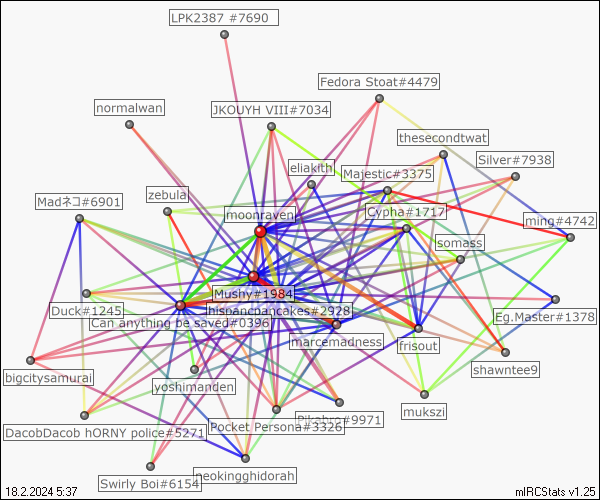 LPK2387 #7690
Fedora Stoat#4479
normalwan
JKOUYH VIII#7034
thesecondtwat
Silver#7938
eliakith
Majestic#3375
zebula
Madネコ#6901
moonraven
Cypha#1717
ming#4742
Isomass
Mushy#1984
Duck#1245
hispanicpancakes#2928
Eg.Master#1378
Can anything be saved#0396
marcemadness
frisout
shawntee9
bigcitysamurai
yoshimanden
mukszi
Pikabro#9971
Pocket Persona#3326
DacobDacob hORNY police#5271
neokingghidorah
Swirly Boi#6154
18.2.2024 5:37
mIRCStats v1.25